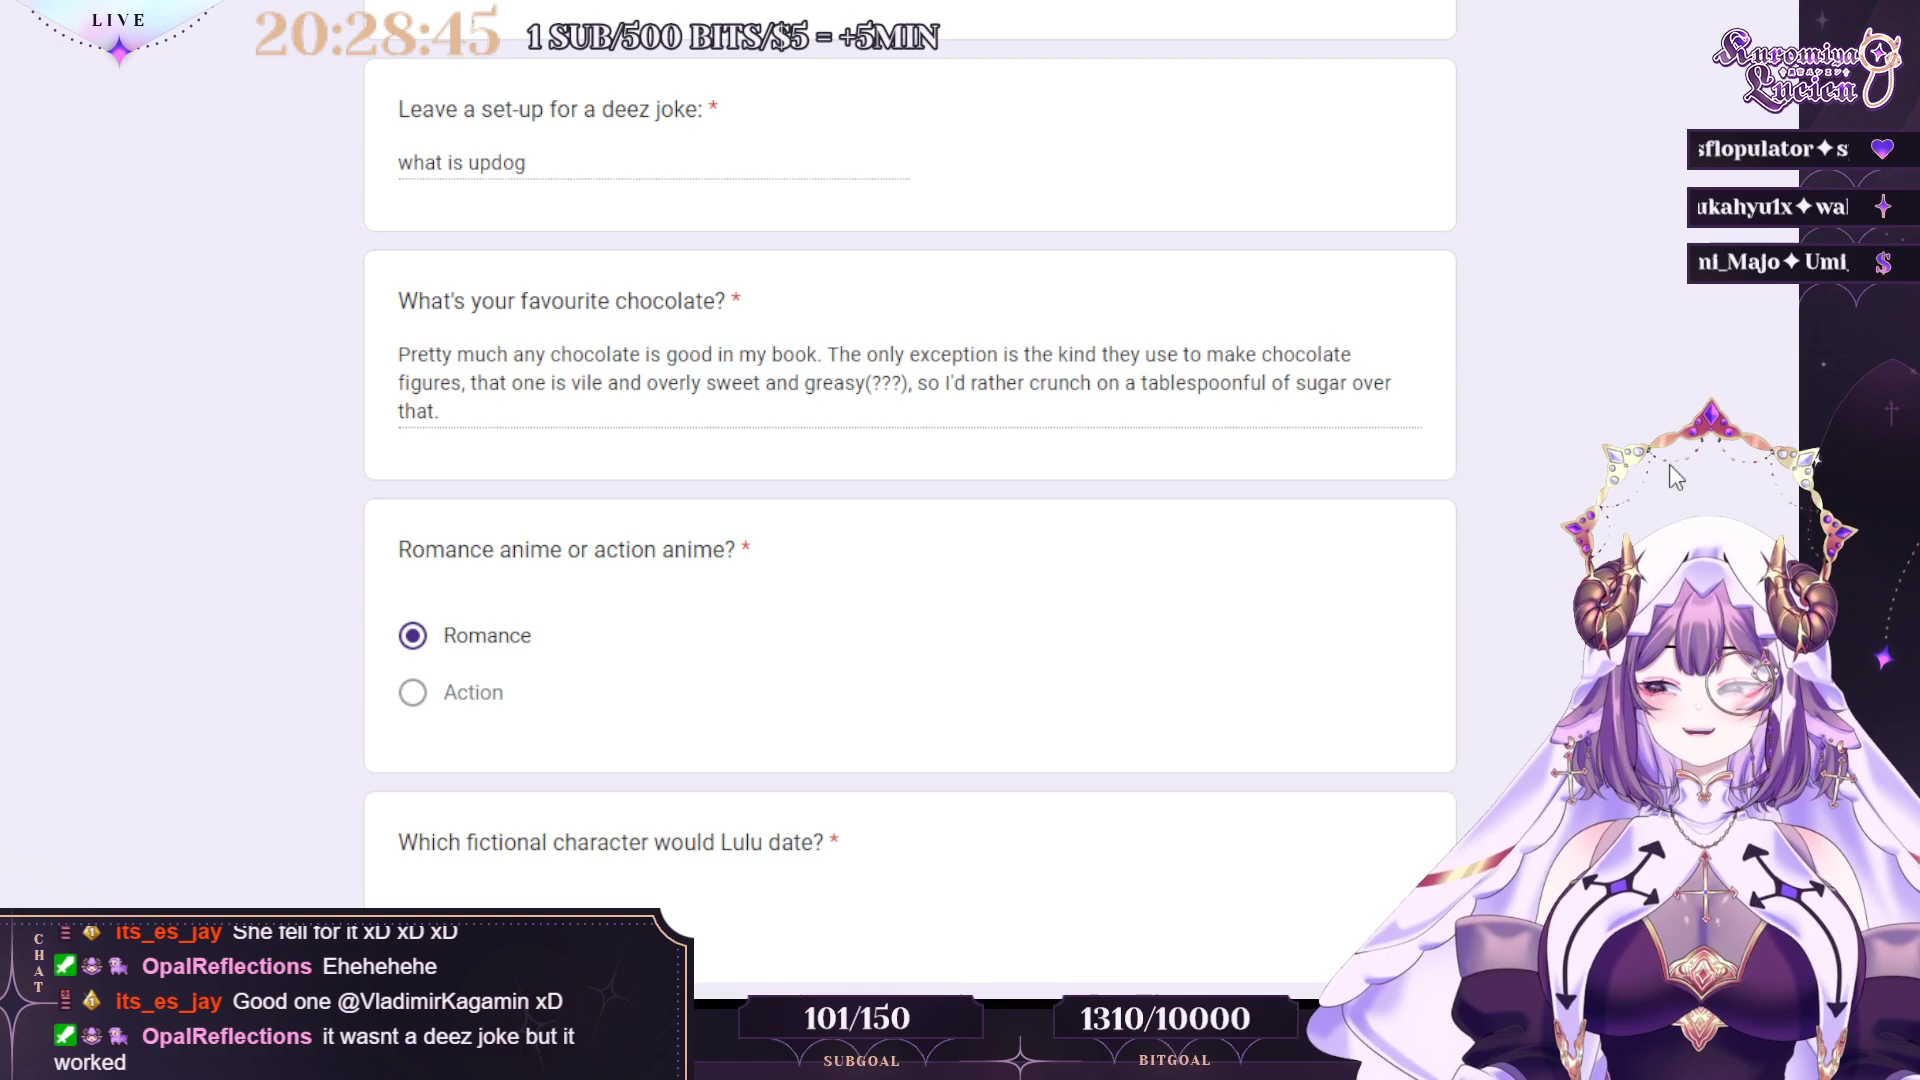 LIVE
20:28:45
1 SUB/500 BITS/$5 = +5MIN
Kuromiya
Lucien
Leave a set-up for a deez joke: *
what is updog
sflopulator✦s
ukahyu1x✦wa
ni_Majo✦Umi_
What's your favourite chocolate? *
Pretty much any chocolate is good in my book. The only exception is the kind they use to make chocolate
figures, that one is vile and overly sweet and greasy(???), so I'd rather crunch on a tablespoonful of sugar over
that.
Romance anime or action anime? *
Romance
Action
Which fictional character would Lulu date? *
CHAT
its_es_jay She fell for it xD xD xD
OpalReflections Ehehehehe
its_es_jay Good one @VladimirKagamin xD
OpalReflections it wasnt a deez joke but it
worked
101/150
SUBGOAL
1310/10000
BITGOAL